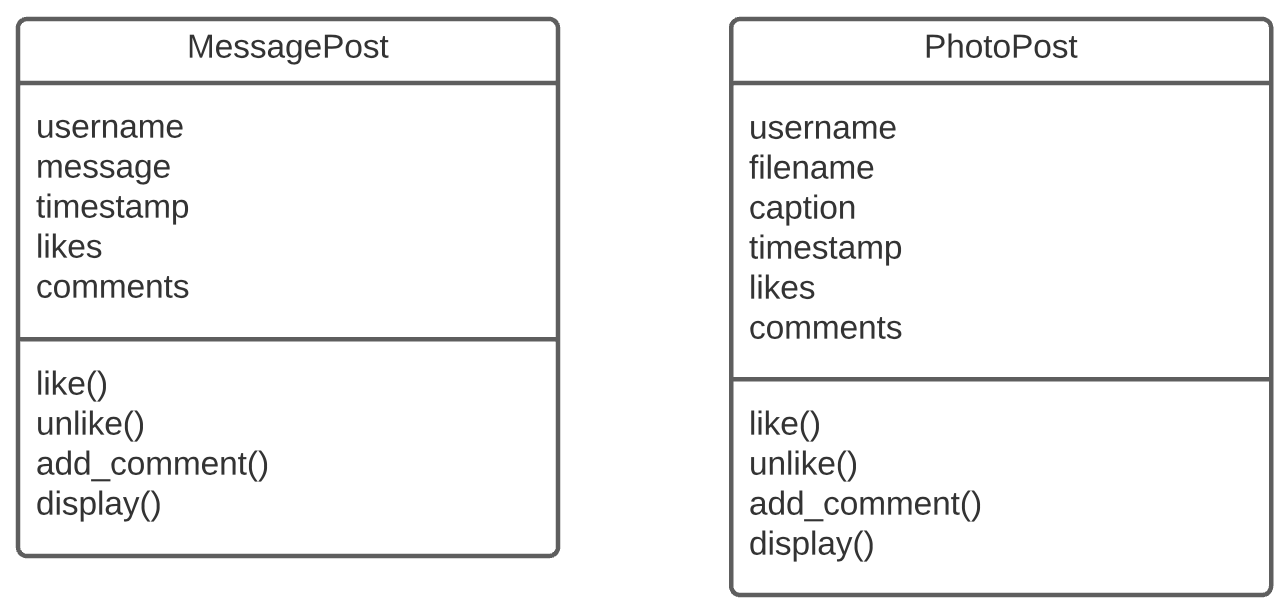 MessagePost
username
message
timestamp
likes
comments
like()
unlike()
add_comment()
display()
PhotoPost
username
filename
caption
timestamp
likes
comments
like()
unlike()
add_comment()
display()